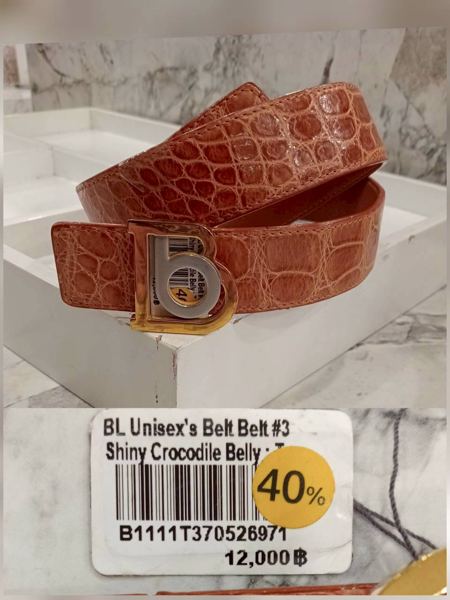 BL Unisex's Belt Belt #3
Shiny Crocodile Belly :
40%
B1111T370526971
12,000฿